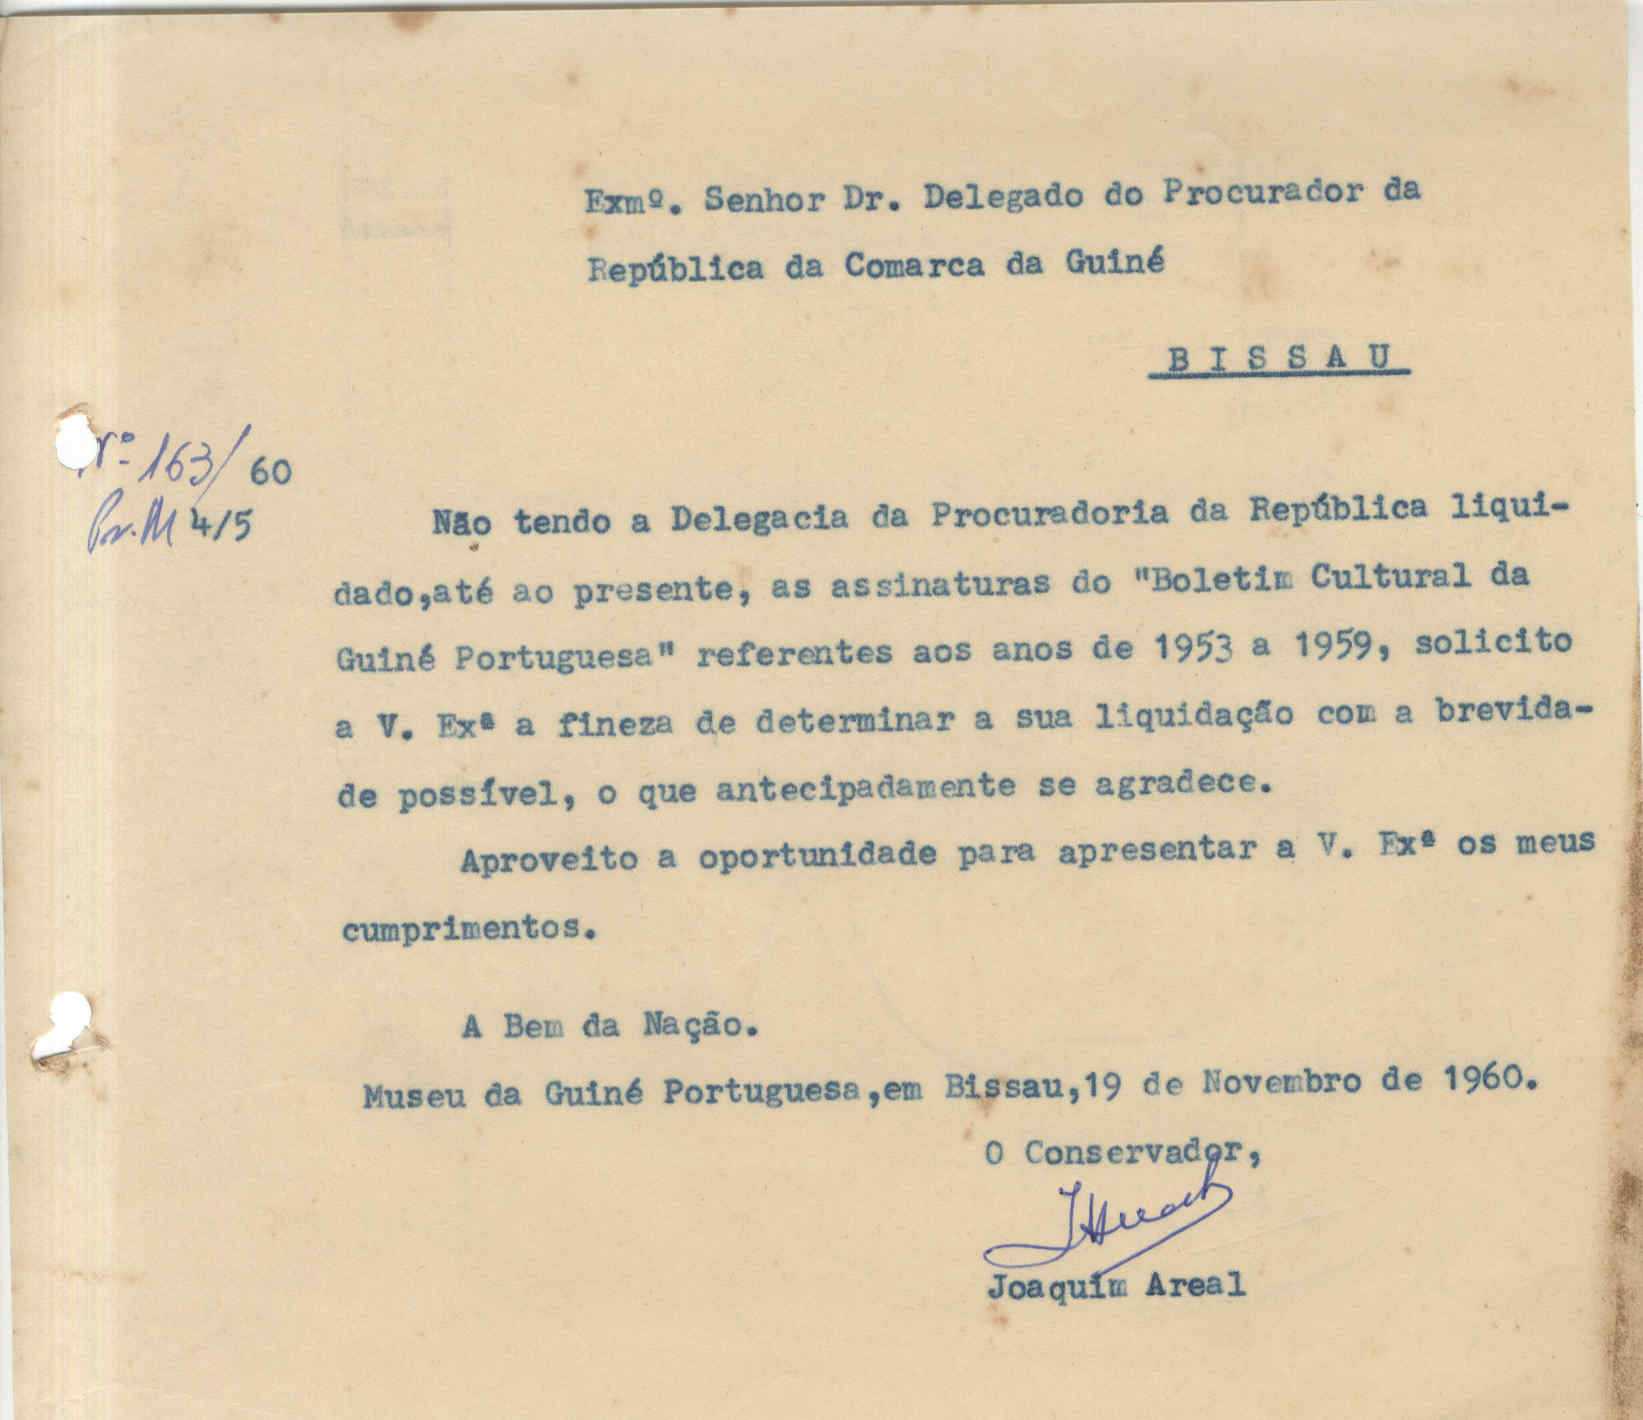 Exmº. Senhor Dr. Delegado do Procurador da
República da Comarca da Guiné
B I S S A U
Nº 163/60
Pr. M 4/5
Não tendo a Delegacia da Procuradoria da República liqui-
dado,até ao presente, as assinaturas do "Boletim Cultural da
Guiné Portuguesa" referentes aos anos de 1953 a 1959, solicito
a V. Exª a fineza de determinar a sua liquidação com a brevida-
de possível, o que antecipadamente se agradece.
Aproveito a oportunidade para apresentar a V. Exª os meus
cumprimentos.
A Bem da Nação.
Museu da Guiné Portuguesa,em Bissau,19 de Novembro de 1960.
O Conservador,
Joaquim Areal